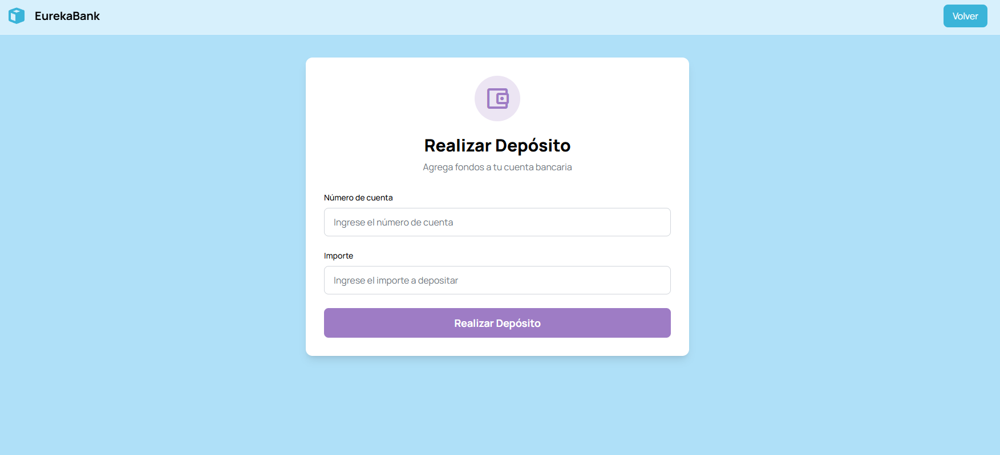 EurekaBank
Volver
Realizar Depósito
Agrega fondos a tu cuenta bancaria
Número de cuenta
Ingrese el número de cuenta
Importe
Ingrese el importe a depositar
Realizar Depósito